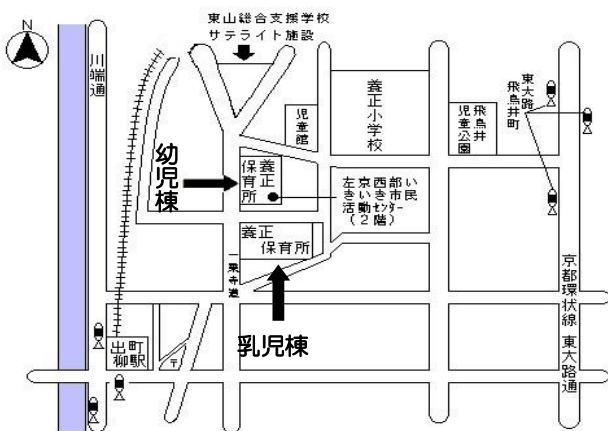 N
川端通
東山総合支援学校
サテライト施設
児童館
養正小学校
飛鳥井
児童公園
東大路
飛鳥井町
幼児棟
養正
保育所
左京西部い
きいき市民
活動センター
(2階)
養正
保育所
一乗寺道
乳児棟
出町
柳駅
〒
京都環状線 東大路通